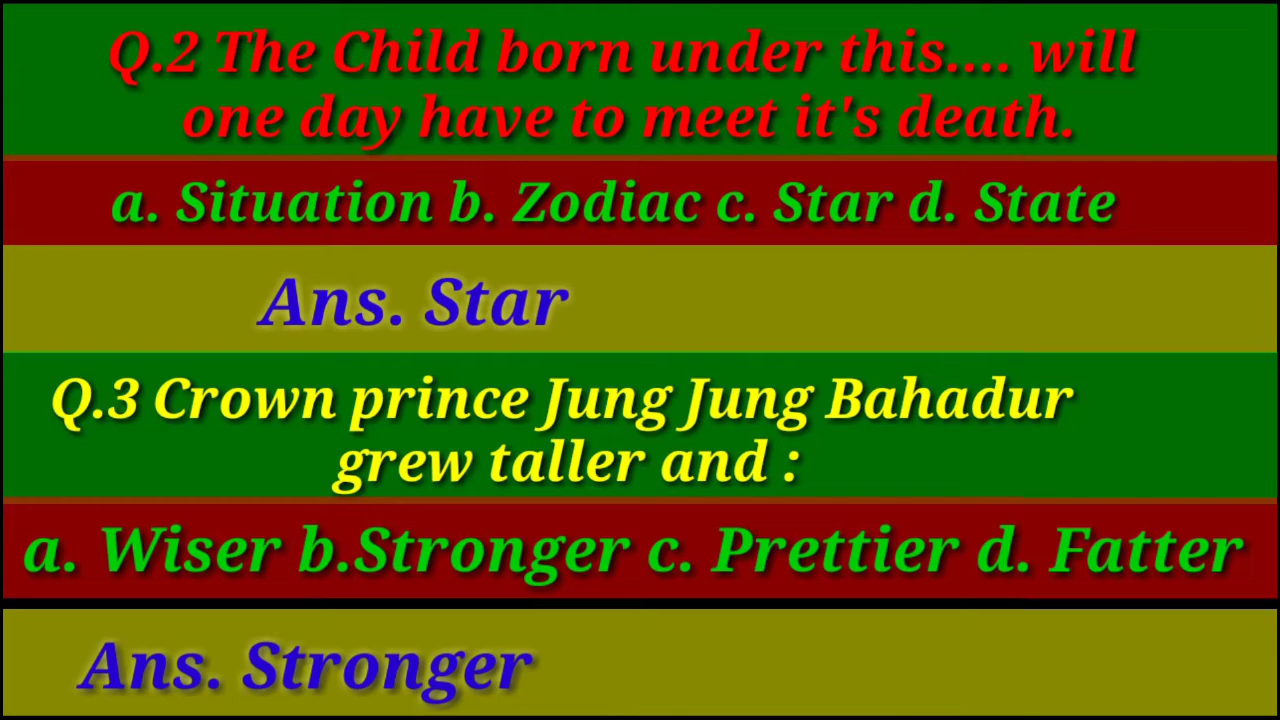 Q.2 The Child born under this.... will
one day have to meet it's death.
a. Situation b. Zodiac c. Star d. State
Ans. Star
Q.3 Crown prince Jung Jung Bahadur
grew taller and :
a. Wiser b.Stronger c. Prettier d. Fatter
Ans. Stronger